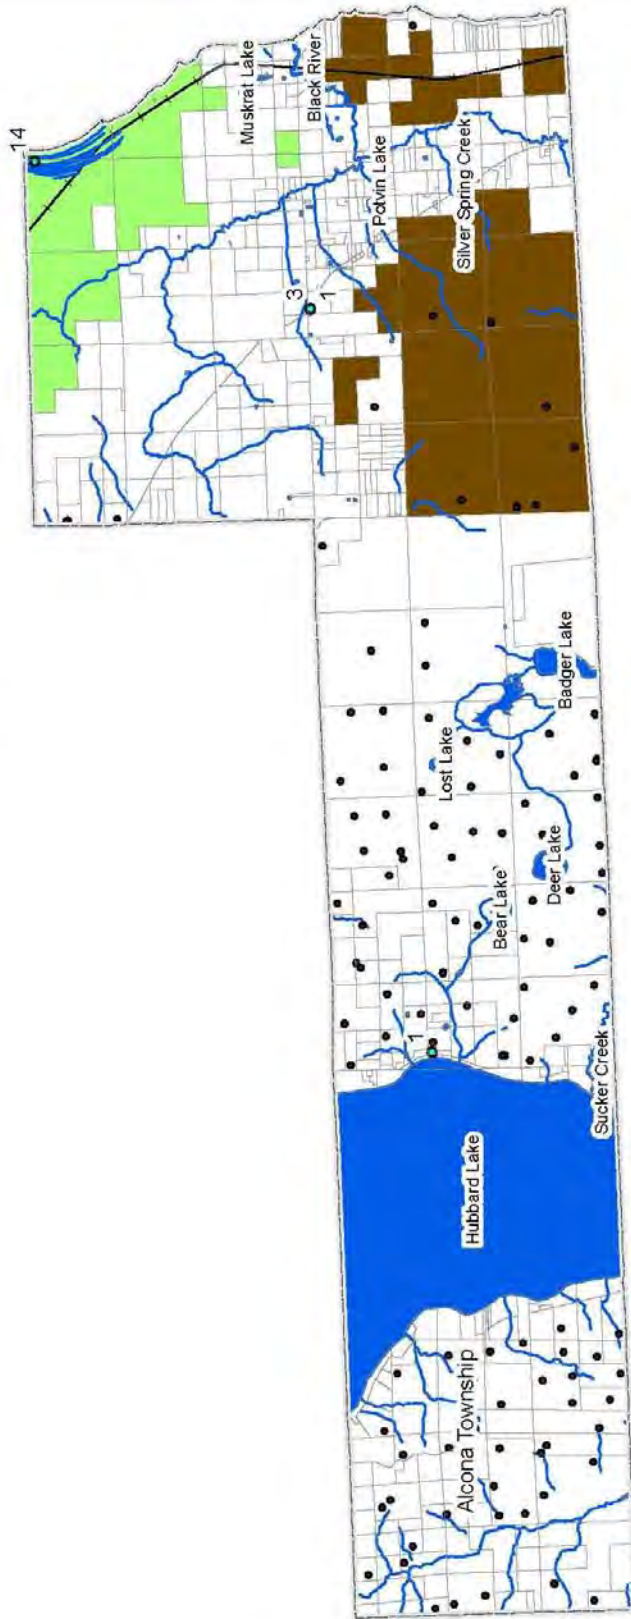 14
Muskrat Lake
Black River
3
1
Potvin Lake
Silver Spring Creek
Lost Lake
Badger Lake
Deer Lake
Bear Lake
1
Sucker Creek
Hubbard Lake
Alcona Township